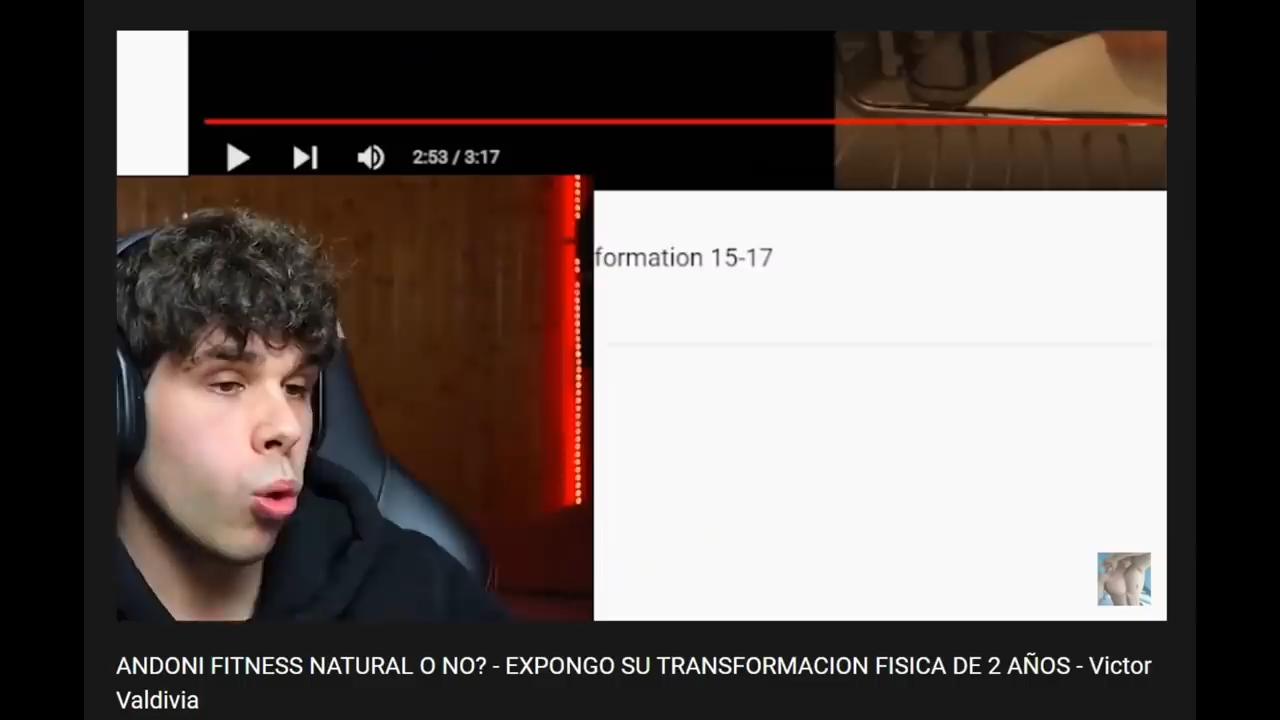 2:53 / 3:17
formation 15-17
ANDONI FITNESS NATURAL O NO? - EXPONGO SU TRANSFORMACION FISICA DE 2 AÑOS - Victor
Valdivia